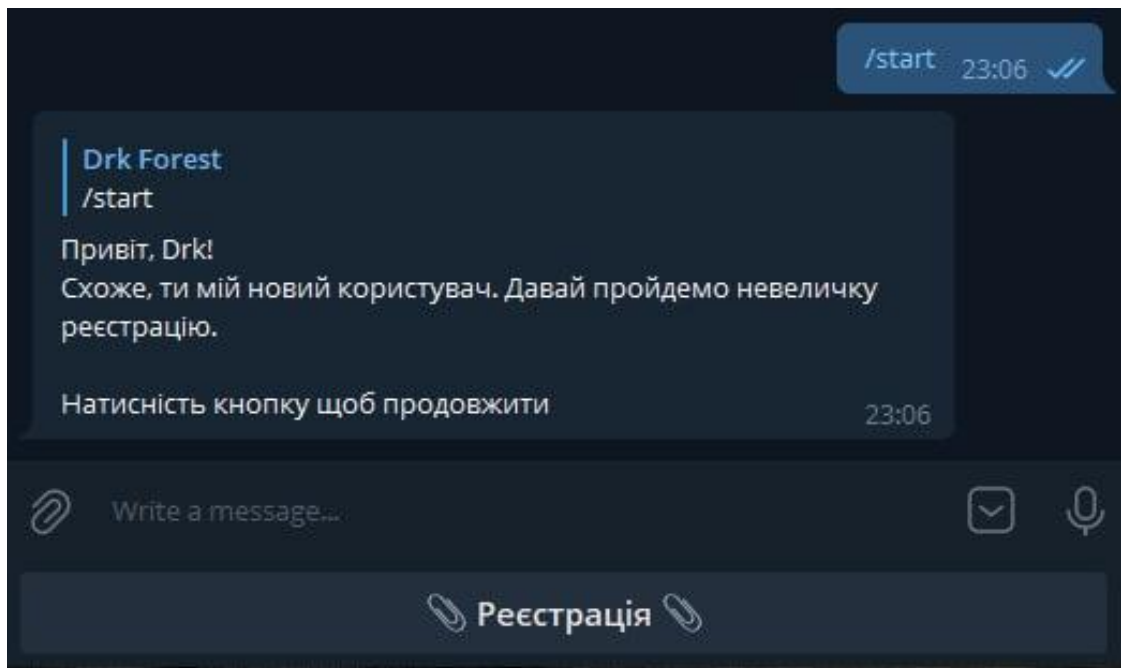 /start 23:06
Drk Forest
/start
Привіт, Drk!
Схоже, ти мій новий користувач. Давай пройдемо невеличку
реєстрацію.
Натисність кнопку щоб продовжити
23:06
Write a message...
📎 Реєстрація 📎